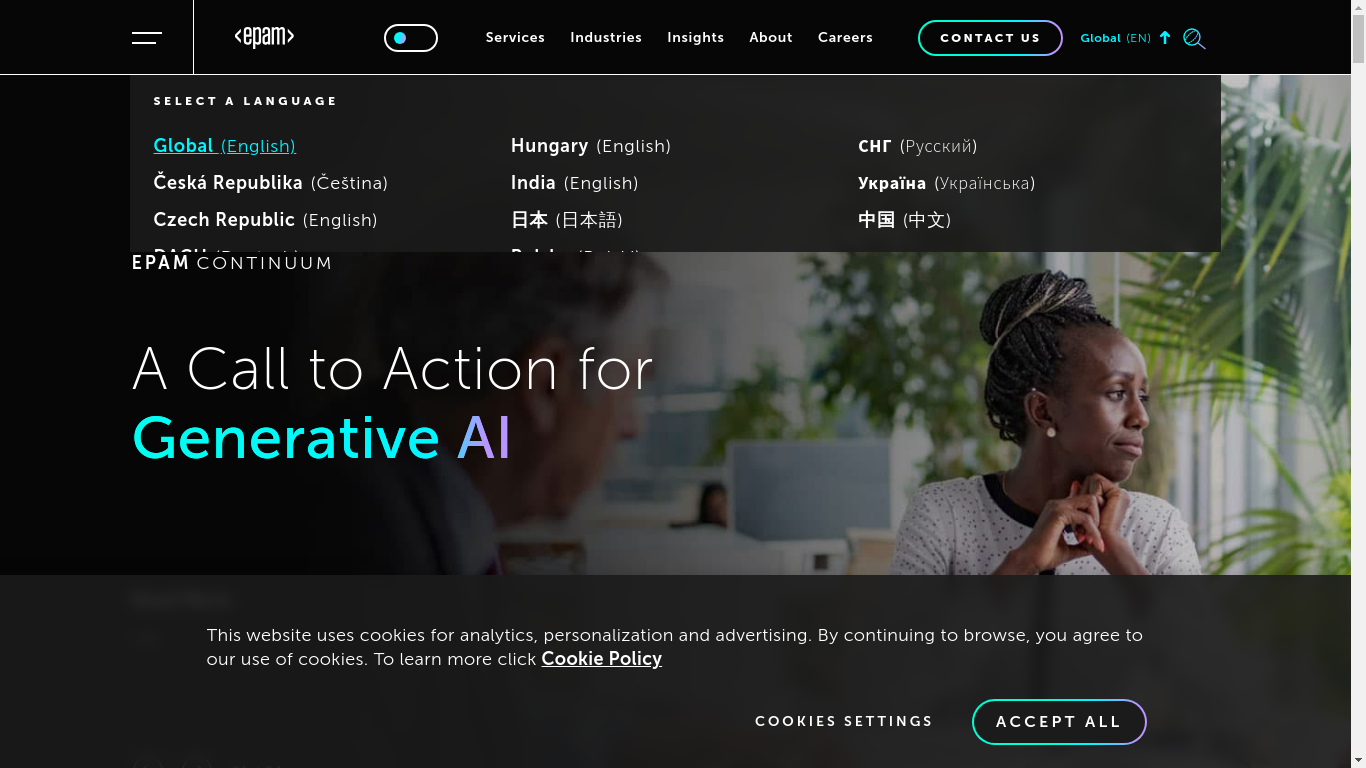 <epam>
Services Industries Insights About Careers
CONTACT US
Global (EN)
SELECT A LANGUAGE
Global (English)
Česká Republika (Čeština)
Czech Republic (English)
Hungary (English)
India (English)
日本 (日本語)
СНГ (Русский)
Україна (Українська)
中国 (中文)
EPAM CONTINUUM
A Call to Action for
Generative AI
This website uses cookies for analytics, personalization and advertising. By continuing to browse, you agree to
our use of cookies. To learn more click Cookie Policy
COOKIES SETTINGS
ACCEPT ALL